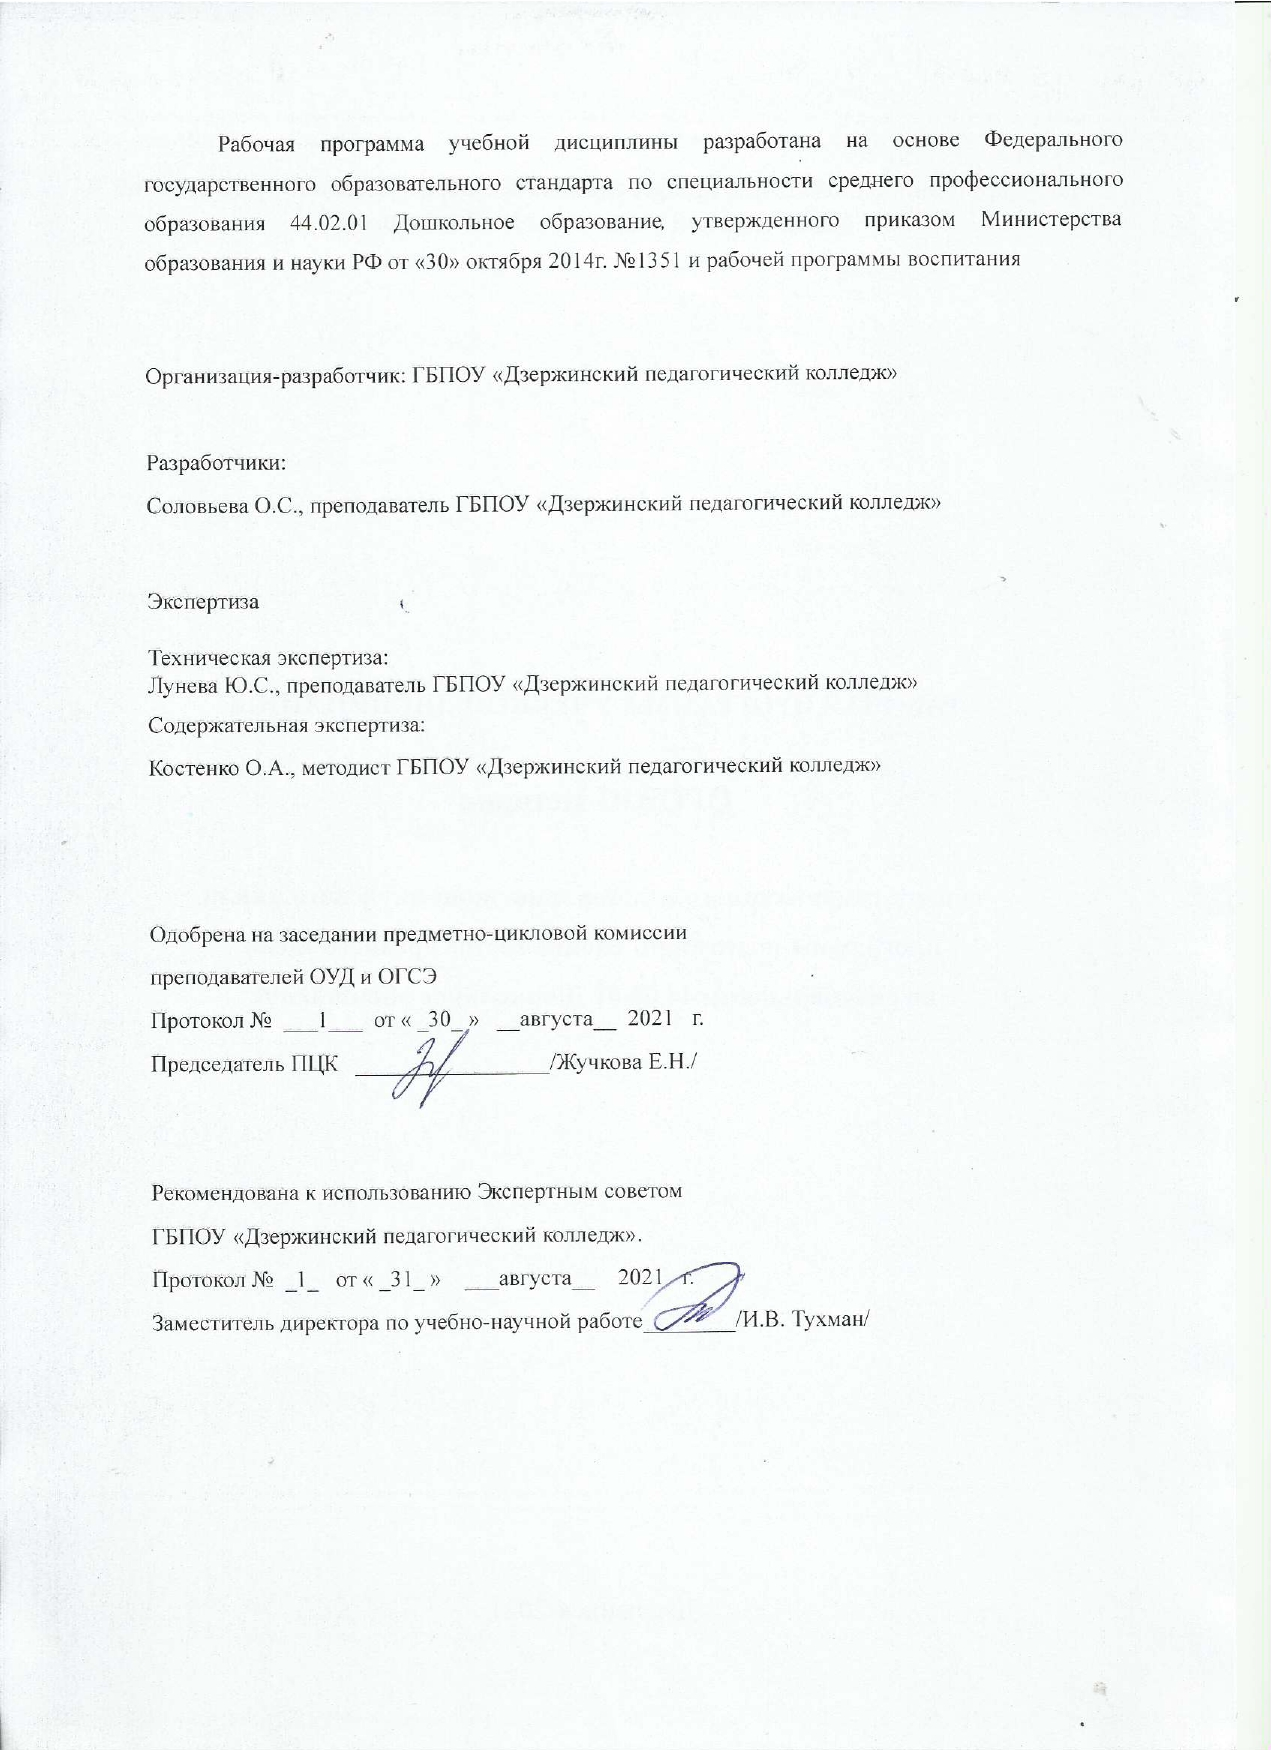 Рабочая программа учебной дисциплины разработана на основе Федерального
государственного образовательного стандарта по специальности среднего профессионального
образования 44.02.01 Дошкольное образование, утвержденного приказом Министерства
образования и науки РФ от «30» октября 2014г. №1351 и рабочей программы воспитания
Организация-разработчик: ГБПОУ «Дзержинский педагогический колледж»
Разработчики:
Соловьева О.С., преподаватель ГБПОУ «Дзержинский педагогический колледж»
Экспертиза
Техническая экспертиза:
Лунева Ю.С., преподаватель ГБПОУ «Дзержинский педагогический колледж»
Содержательная экспертиза:
Костенко О.А., методист ГБПОУ «Дзержинский педагогический колледж»
Одобрена на заседании предметно-цикловой комиссии
преподавателей ОУД и ОГСЭ
Протокол № ___1___ от « _30_ » __августа__ 2021 г.
Председатель ПЦК _________________/Жучкова Е.Н./
Рекомендована к использованию Экспертным советом
ГБПОУ «Дзержинский педагогический колледж».
Протокол № _1_ от « _31_ » ___августа__ 2021 г.
Заместитель директора по учебно-научной работе________/И.В. Тухман/